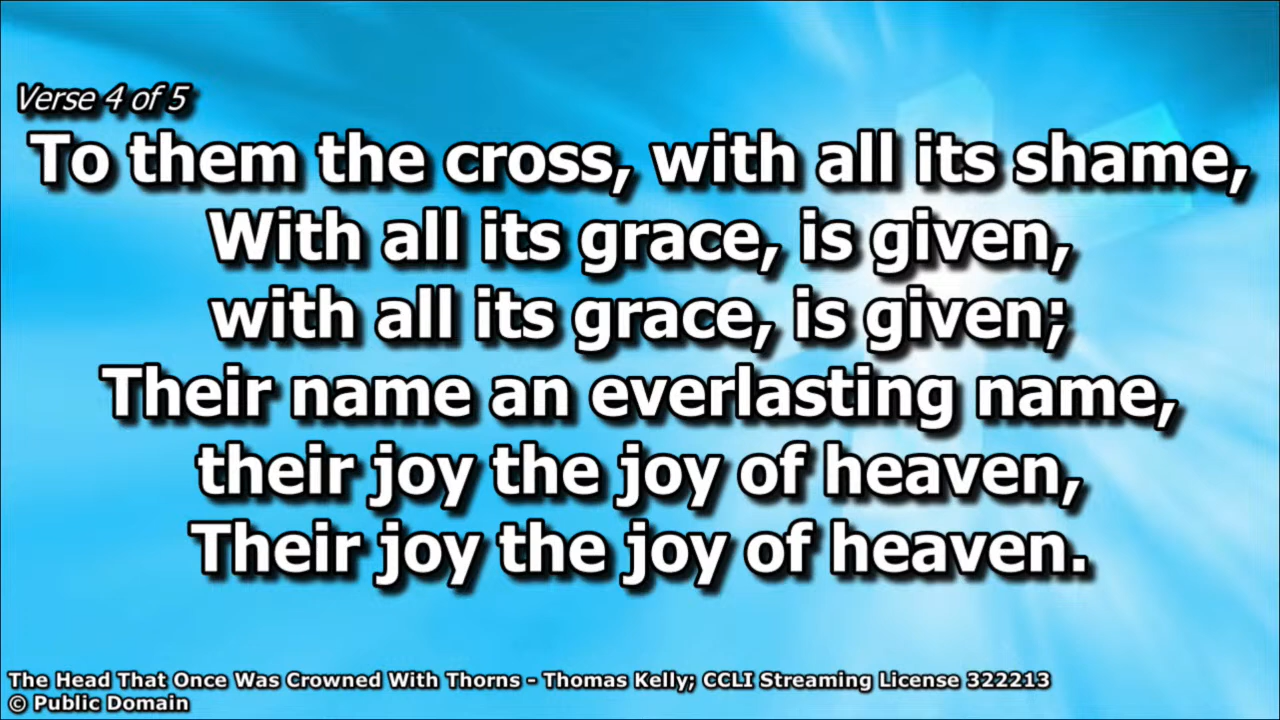 Verse 4 of 5
To them the cross, with all its shame,
With all its grace, is given,
with all its grace, is given;
Their name an everlasting name,
their joy the joy of heaven,
Their joy the joy of heaven.
The Head That Once Was Crowned With Thorns - Thomas Kelly; CCLI Streaming License 322213
© Public Domain